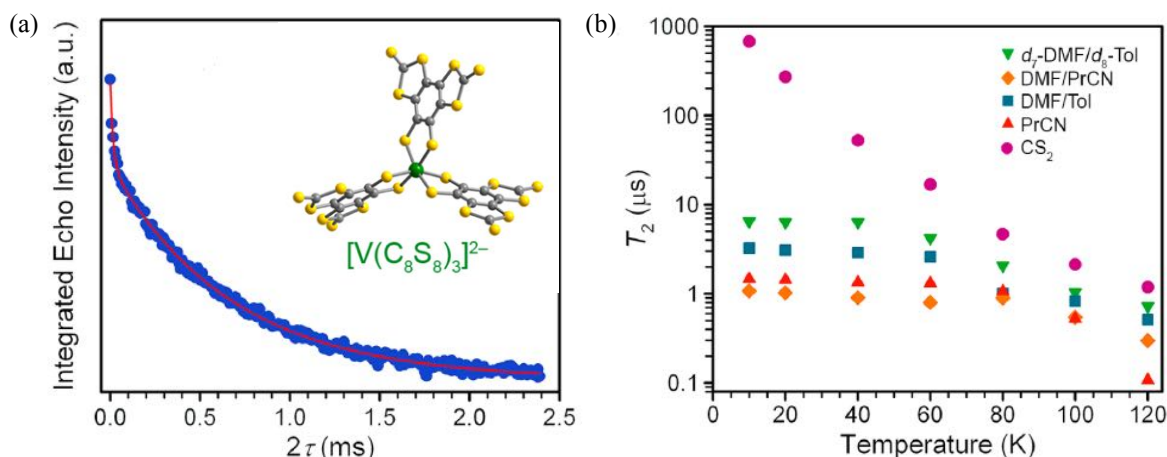 (a)
Integrated Echo Intensity (a.u.)
[V(C₈S₈)₃]²⁻
0.0 0.5 1.0 1.5 2.0 2.5
2τ (ms)
(b)
1000
100
10
1
0.1
T₂ (μs)
d₇-DMF/d₈-Tol
DMF/PrCN
DMF/Tol
PrCN
CS₂
0 20 40 60 80 100 120
Temperature (K)